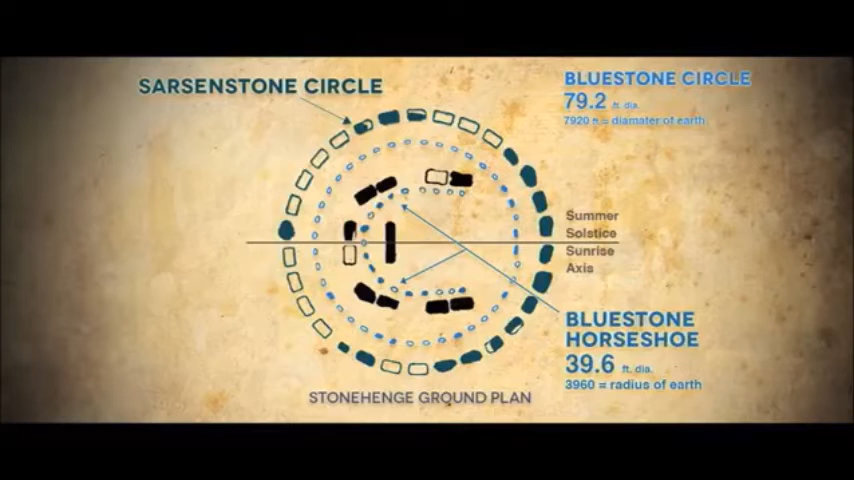 SARSENSTONE CIRCLE
BLUESTONE CIRCLE
79.2 ft. dia.
7920 ft = diamater of earth
Summer
Solstice
Sunrise
Axis
BLUESTONE
HORSESHOE
39.6 ft. dia.
3960 = radius of earth
STONEHENGE GROUND PLAN